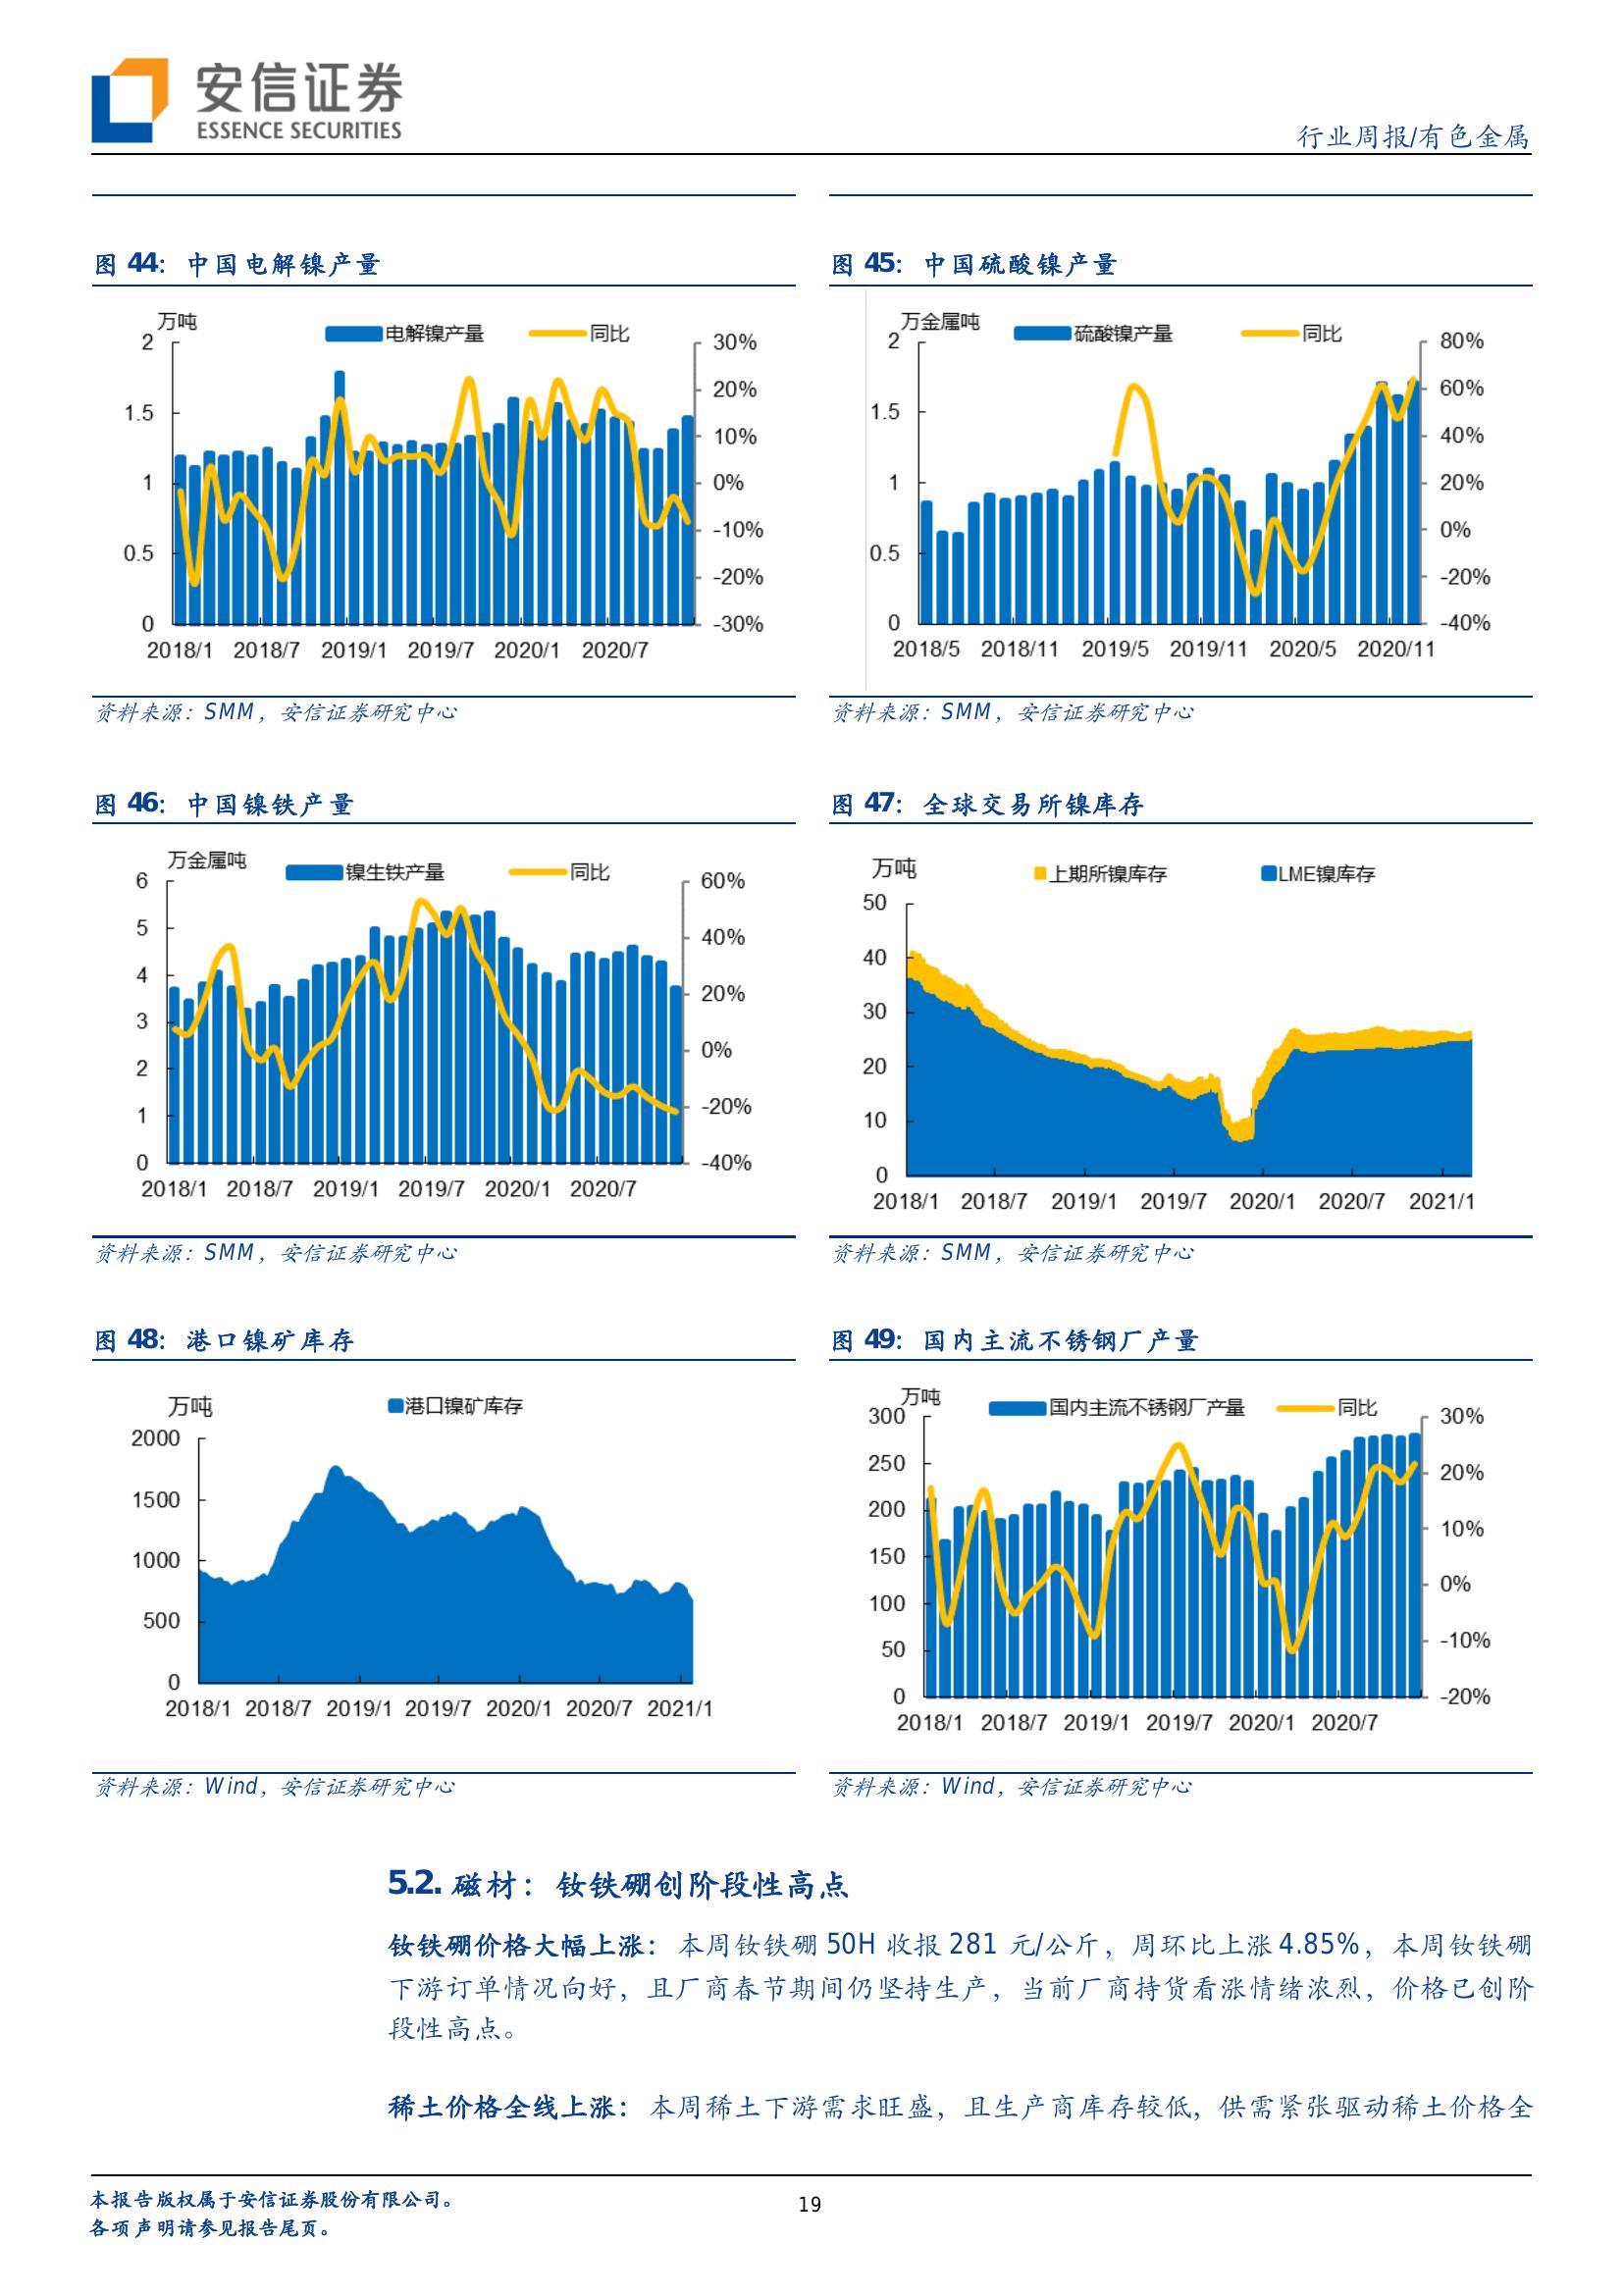 安信证券
ESSENCE SECURITIES
行业周报/有色金属
图 44：中国电解镍产量
万吨
电解镍产量
同比
2
1.5
1
0.5
0
30%
20%
10%
0%
-10%
-20%
-30%
2018/1 2018/7 2019/1 2019/7 2020/1 2020/7
资料来源：SMM，安信证券研究中心
图 45：中国硫酸镍产量
万金属吨
硫酸镍产量
同比
2
1.5
1
0.5
0
80%
60%
40%
20%
0%
-20%
-40%
2018/5 2018/11 2019/5 2019/11 2020/5 2020/11
资料来源：SMM，安信证券研究中心
图 46：中国镍铁产量
万金属吨
镍生铁产量
同比
6
5
4
3
2
1
0
60%
40%
20%
0%
-20%
-40%
2018/1 2018/7 2019/1 2019/7 2020/1 2020/7
资料来源：SMM，安信证券研究中心
图 47：全球交易所镍库存
万吨
上期所镍库存
LME镍库存
50
40
30
20
10
0
2018/1 2018/7 2019/1 2019/7 2020/1 2020/7 2021/1
资料来源：SMM，安信证券研究中心
图 48：港口镍矿库存
万吨
港口镍矿库存
2000
1500
1000
500
0
2018/1 2018/7 2019/1 2019/7 2020/1 2020/7 2021/1
资料来源：Wind，安信证券研究中心
图 49：国内主流不锈钢厂产量
万吨
国内主流不锈钢厂产量
同比
300
250
200
150
100
50
0
30%
20%
10%
0%
-10%
-20%
2018/1 2018/7 2019/1 2019/7 2020/1 2020/7
资料来源：Wind，安信证券研究中心
5.2. 磁材：钕铁硼创阶段性高点
钕铁硼价格大幅上涨：本周钕铁硼 50H 收报 281 元/公斤，周环比上涨 4.85%，本周钕铁硼
下游订单情况向好，且厂商春节期间仍坚持生产，当前厂商持货看涨情绪浓烈，价格已创阶
段性高点。
稀土价格全线上涨：本周稀土下游需求旺盛，且生产商库存较低，供需紧张驱动稀土价格全
本报告版权属于安信证券股份有限公司。
各项声明请参见报告尾页。
19